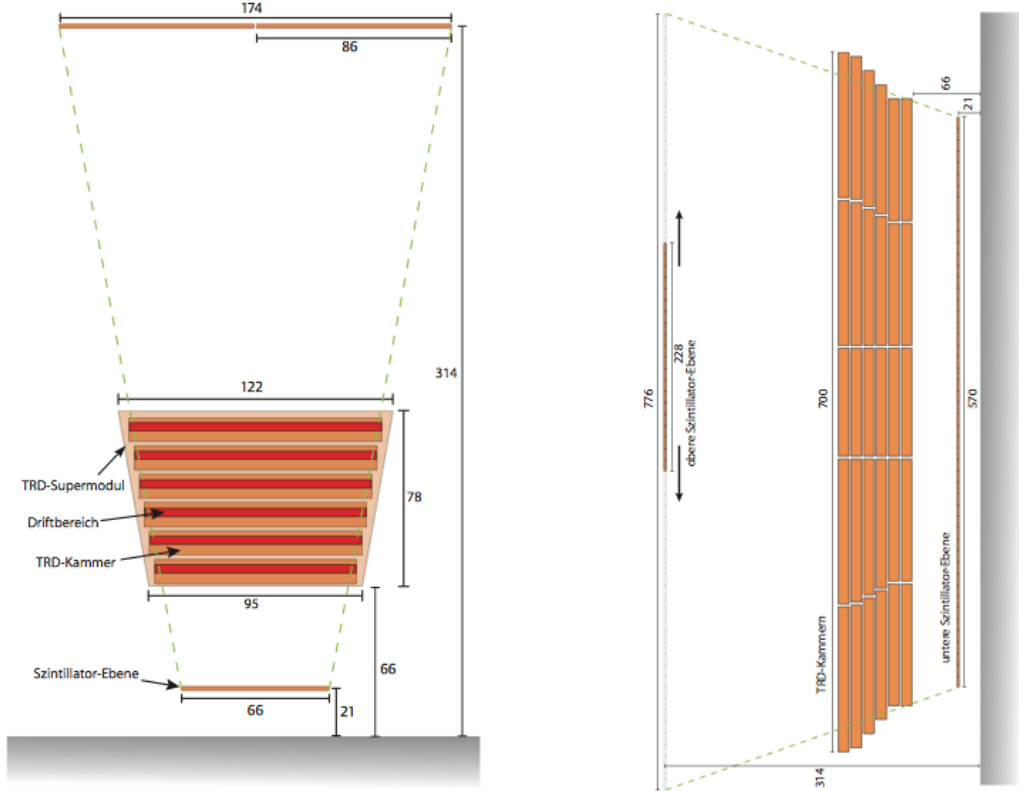 174
86
314
122
TRD-Supermodul
78
Driftbereich
TRD-Kammer
95
66
Szintillator-Ebene
66
21
776
228
obere Szintillator-Ebene
700
TRD-Kammern
66
21
570
untere Szintillator-Ebene
314